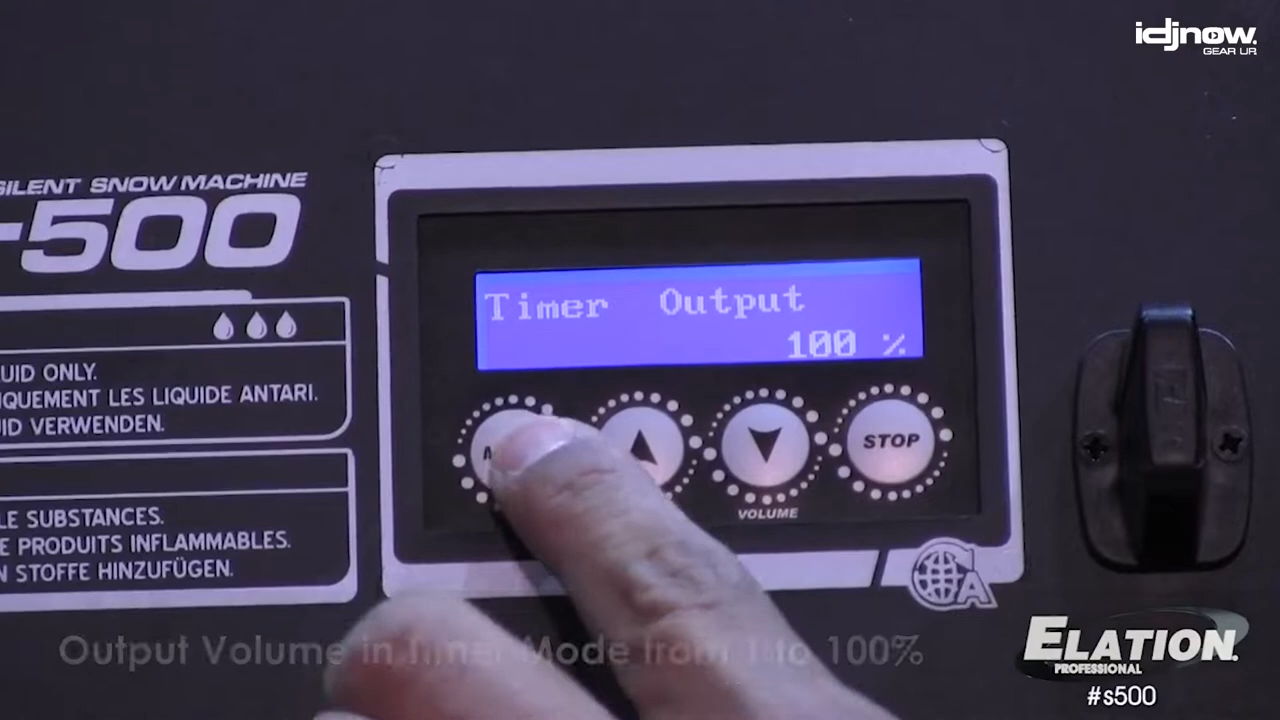 idjnow.
GEAR UP.
SILENT SNOW MACHINE
-500
UID ONLY.
IQUEMENT LES LIQUIDE ANTARI.
ID VERWENDEN.
LE SUBSTANCES.
E PRODUITS INFLAMMABLES.
N STOFFE HINZUFÜGEN.
Timer Output
100 %
STOP
VOLUME
A
Output Volume in Timer Mode from 1 to 100%
ELATION.
PROFESSIONAL
#s500